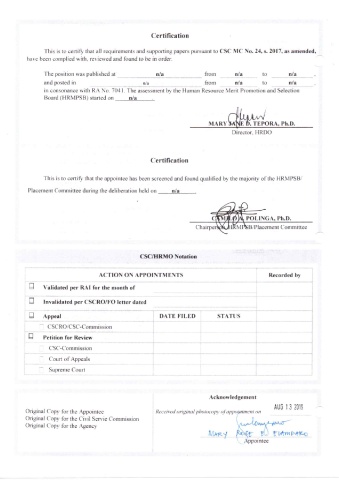 Certification
This is to certify that all requirements and supporting papers pursuant to CSC MC No. 24, s. 2017, as amended,
have been complied with, reviewed and found to be in order.
The position was published at n/a from n/a to n/a
and posted in n/a from n/a to n/a
in consonance with RA No. 7041. The assessment by the Human Resource Merit Promotion and Selection
Board (HRMPSB) started on n/a
MARY JANE D. TEPORA, Ph.D.
Director, HRDO
Certification
This is to certify that the appointee has been screened and found qualified by the majority of the HRMPSB/
Placement Committee during the deliberation held on n/a
POLINGA, Ph.D.
Chairperson, HRMPSB/Placement Committee
CSC/HRMO Notation
ACTION ON APPOINTMENTS Recorded by
Validated per RAI for the month of
Invalidated per CSCRO/FO letter dated
Appeal DATE FILED STATUS
CSCRO/CSC-Commission
Petition for Review
CSC-Commission
Court of Appeals
Supreme Court
Original Copy for the Appointee
Original Copy for the Civil Service Commission
Original Copy for the Agency
Acknowledgement
Received original/photocopy of appointment on AUG 13 2019
MARY ROSE E.
Appointee